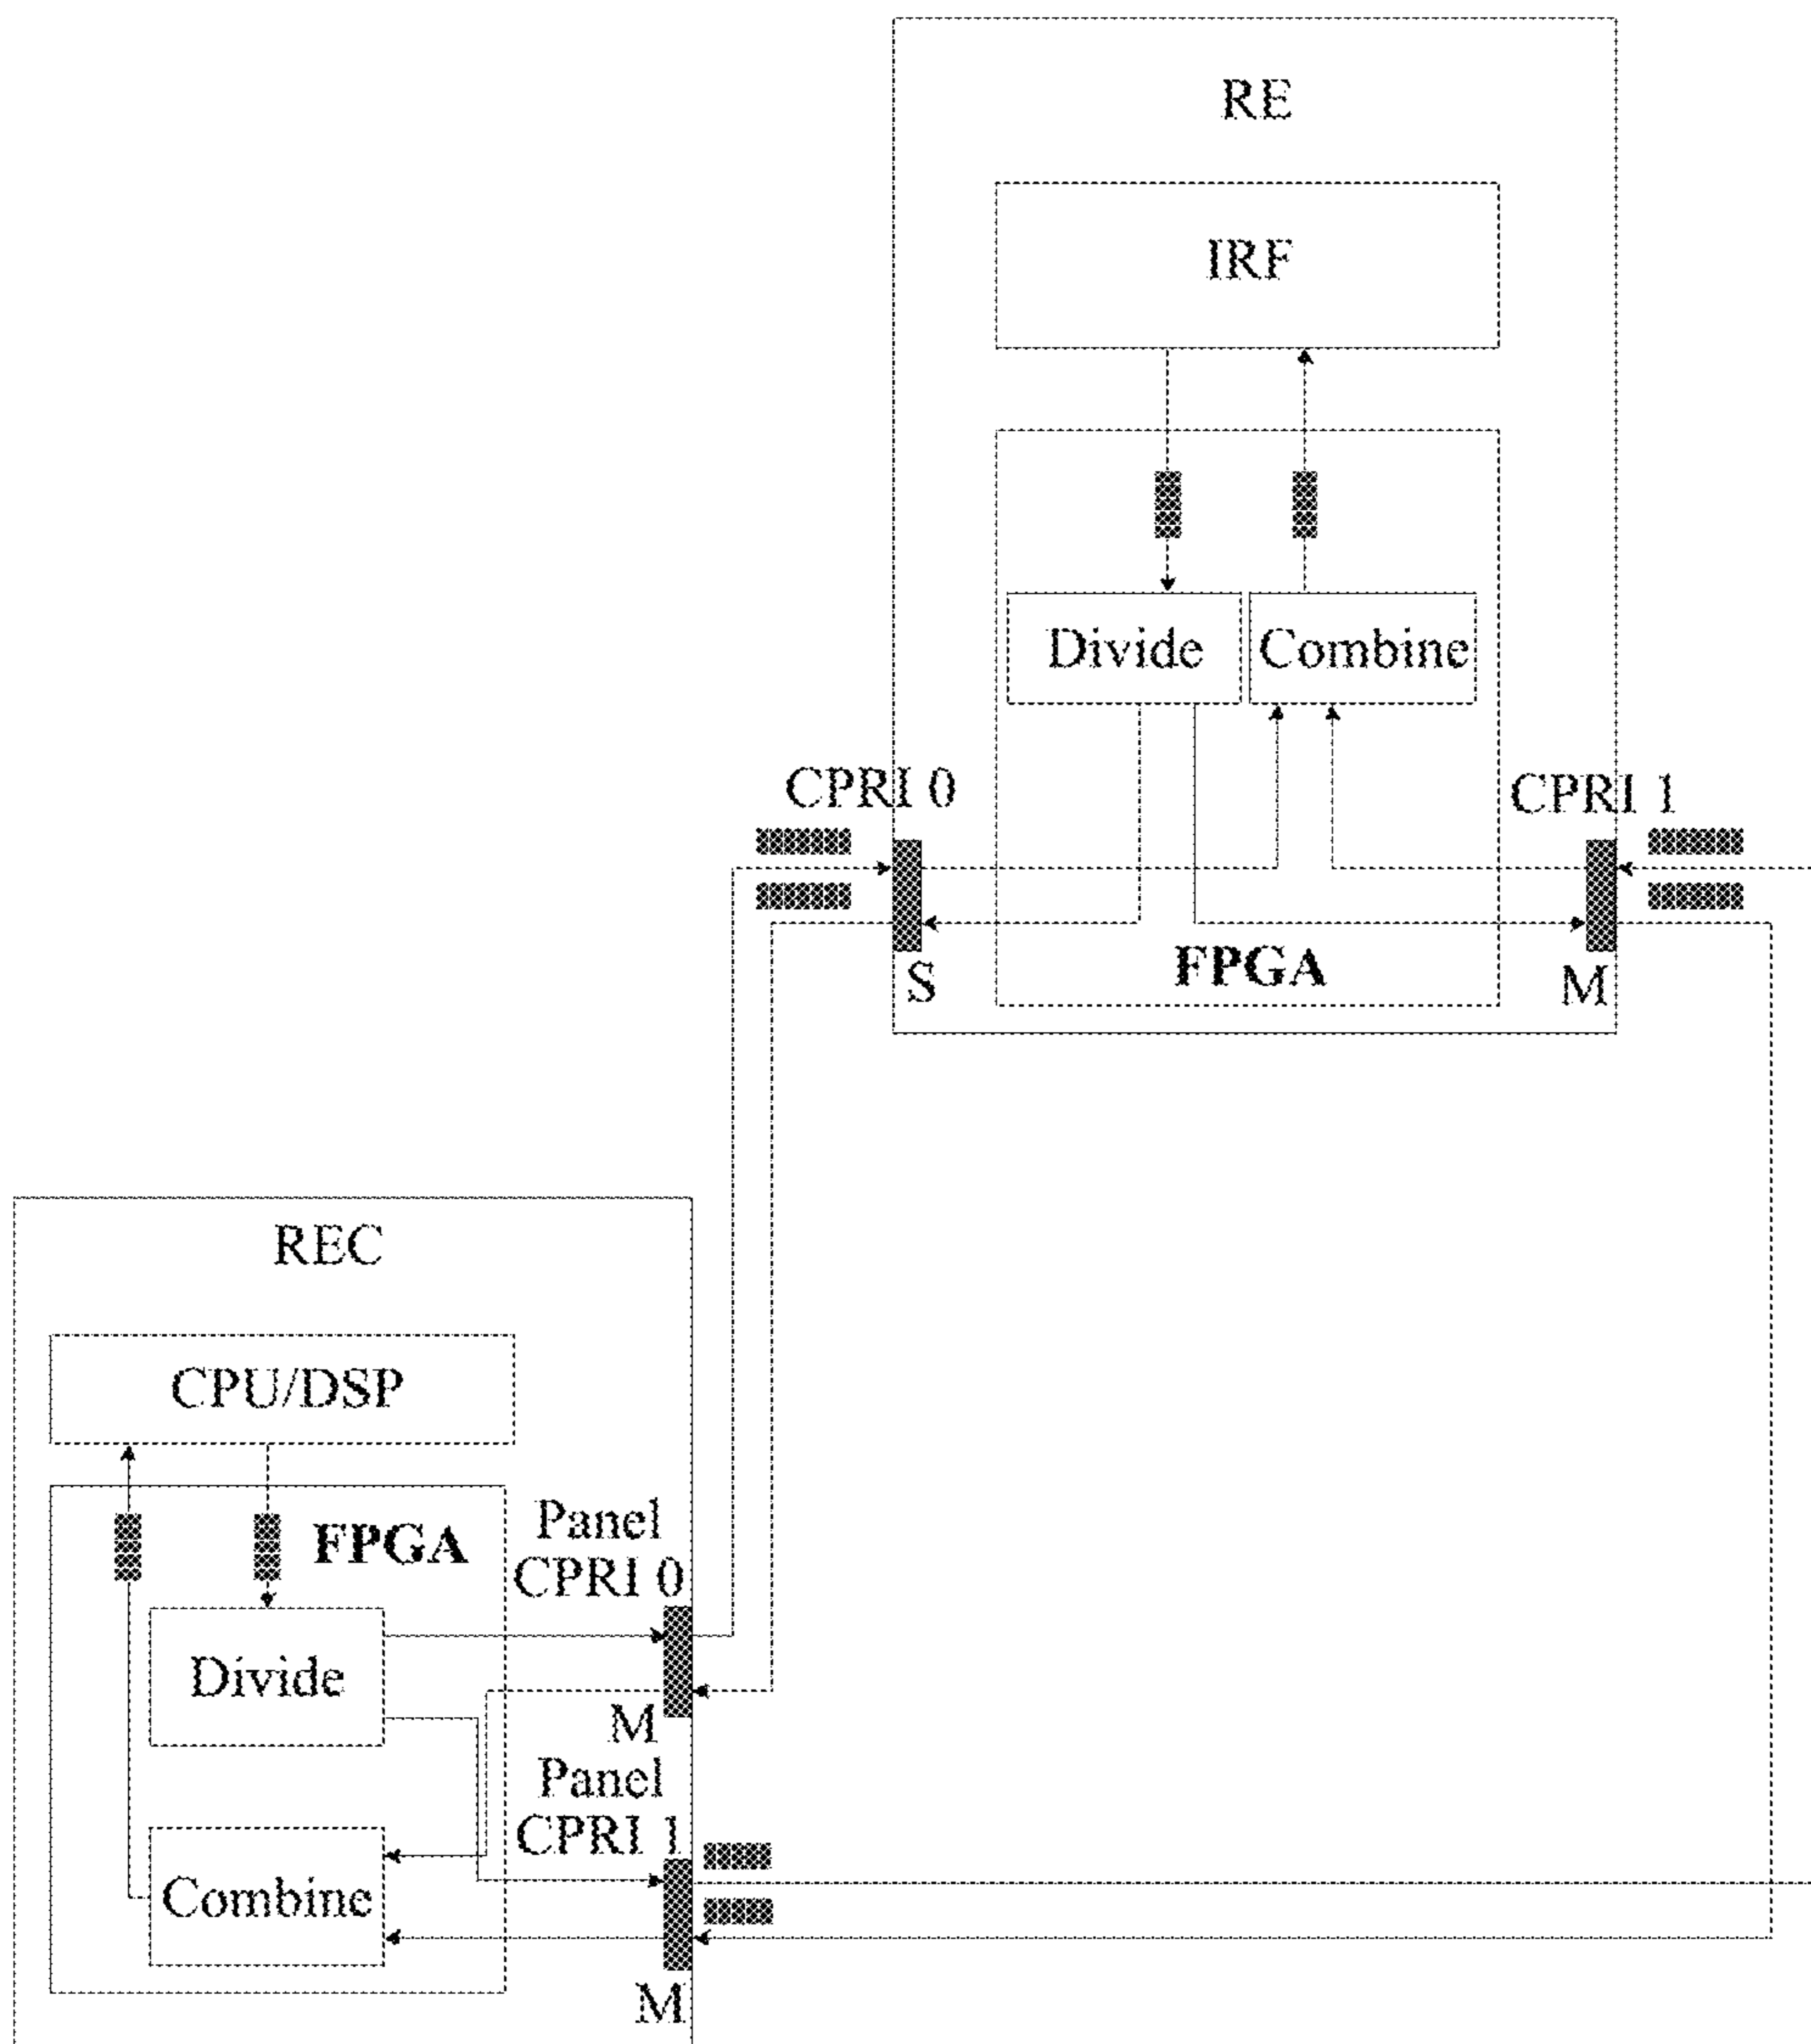 RE
IRF
Divide
Combine
CPRI 0
CPRI 1
FPGA
S
M
REC
CPU/DSP
FPGA
Panel
CPRI 0
Divide
M
Panel
CPRI 1
Combine
M